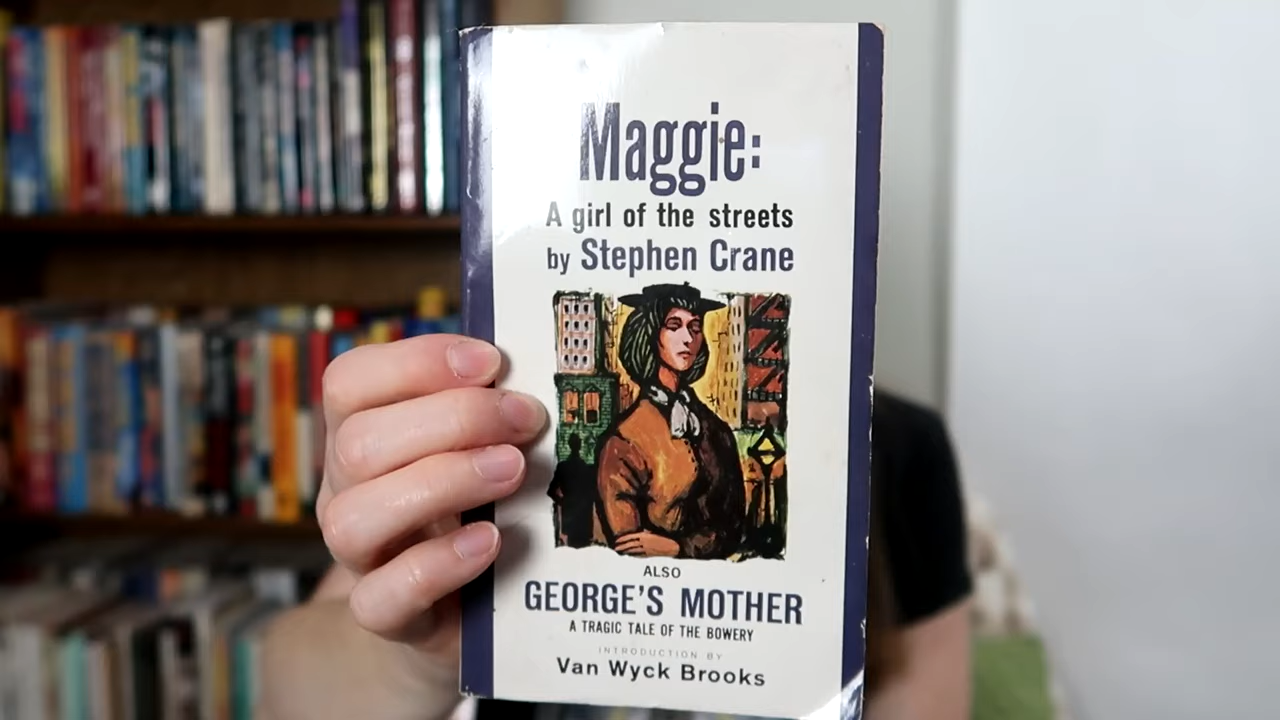 Maggie:
A girl of the streets
by Stephen Crane
ALSO
GEORGE'S MOTHER
A TRAGIC TALE OF THE BOWERY
INTRODUCTION BY
Van Wyck Brooks